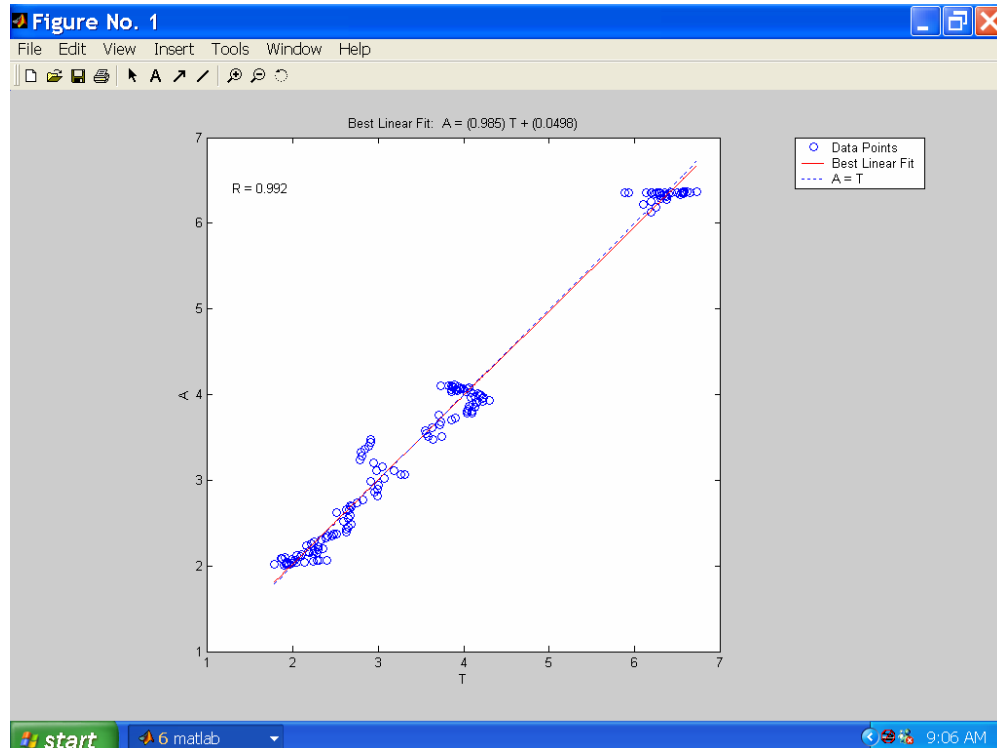 Figure No. 1
File Edit View Insert Tools Window Help
A
Best Linear Fit: A = (0.985) T + (0.0498)
R = 0.992
Data Points
Best Linear Fit
A = T
7
6
5
4
3
2
1
A
1 2 3 4 5 6 7
T
start
6 matlab
9:06 AM